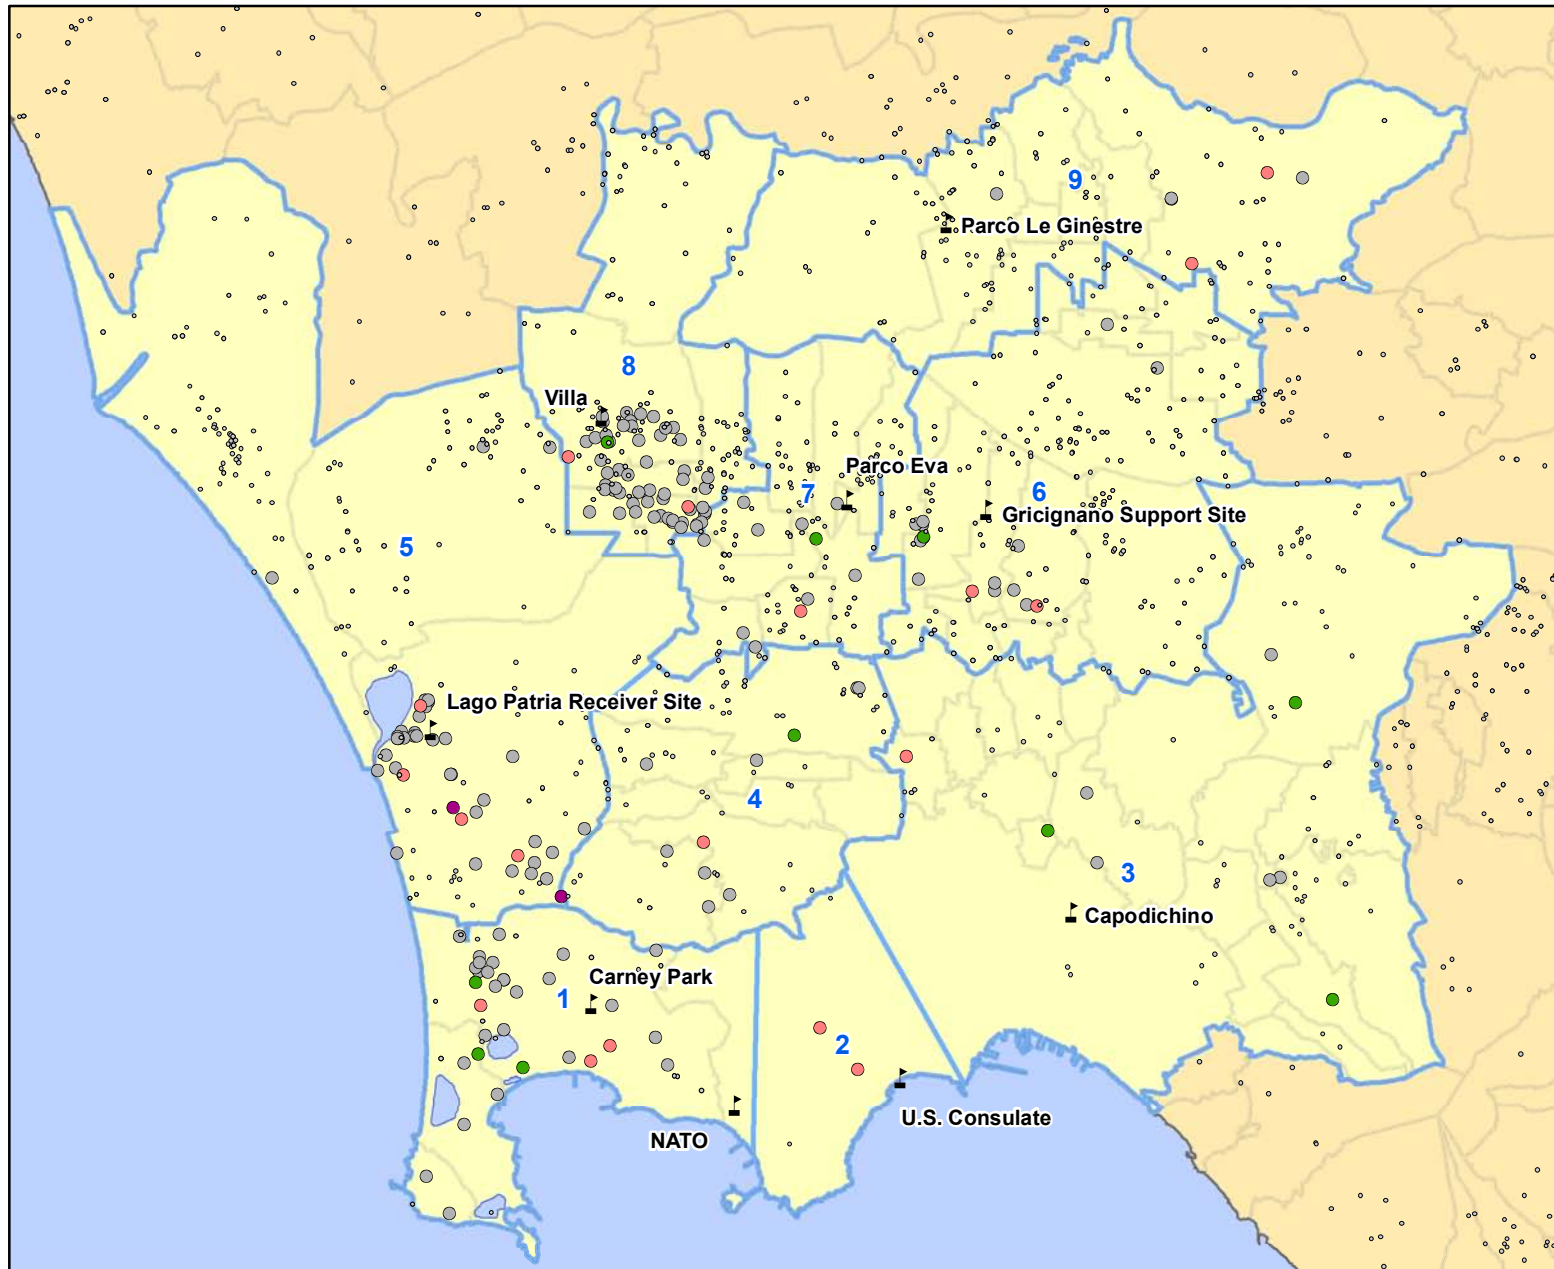 9
Parco Le Ginestre
8
Villa
Parco Eva
7
6
Gricignano Support Site
5
Lago Patria Receiver Site
4
3
Capodichino
Carney Park
1
2
U.S. Consulate
NATO